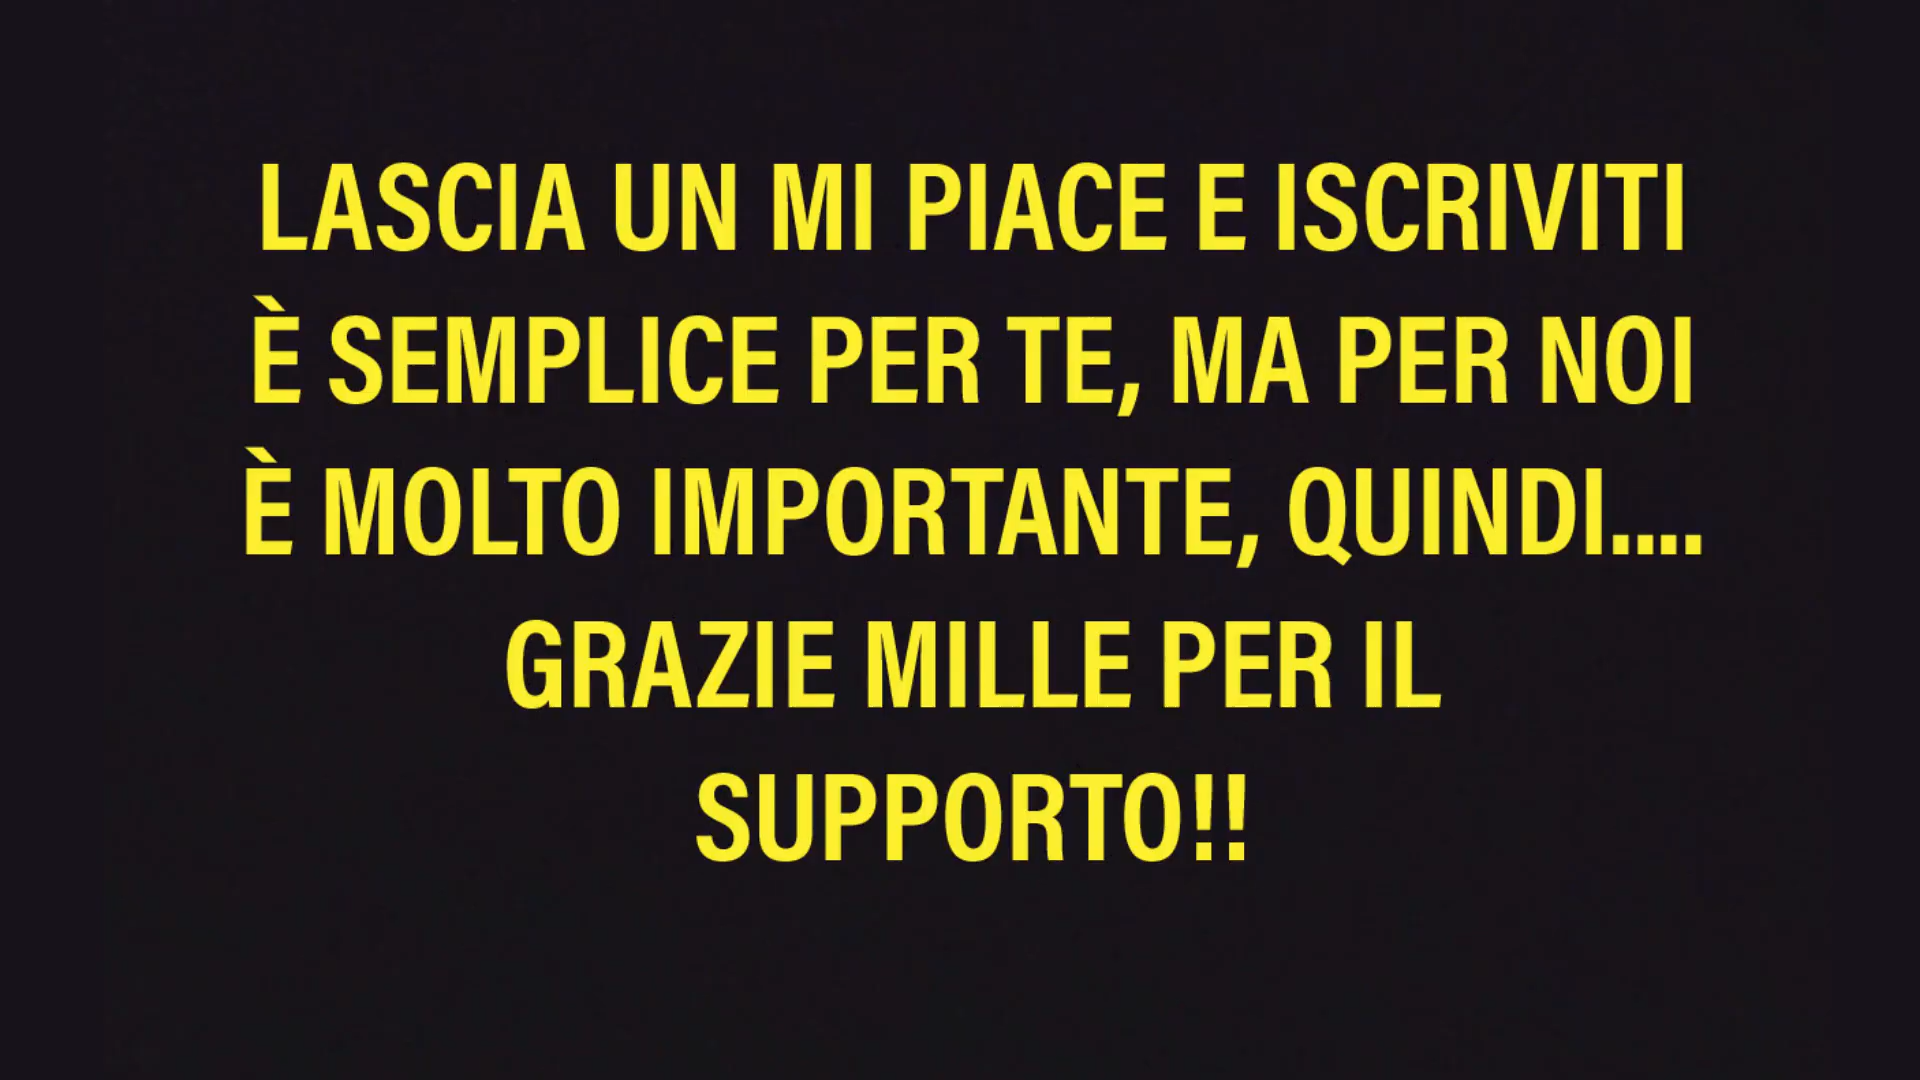 LASCIA UN MI PIACE E ISCRIVITI
È SEMPLICE PER TE, MA PER NOI
È MOLTO IMPORTANTE, QUINDI....
GRAZIE MILLE PER IL
SUPPORTO!!